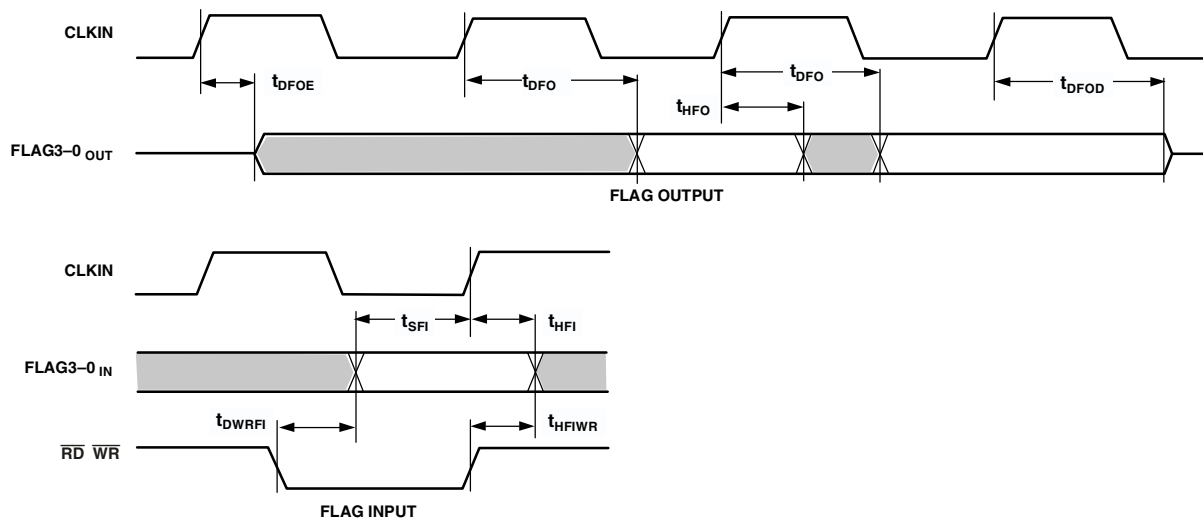 CLKIN
tDFOE
tDFO
tDFO
tHFO
tDFOD
FLAG3–0 OUT
FLAG OUTPUT
CLKIN
tSFI
tHFI
FLAG3–0 IN
tDWRFI
tHFIWR
RD WR
FLAG INPUT